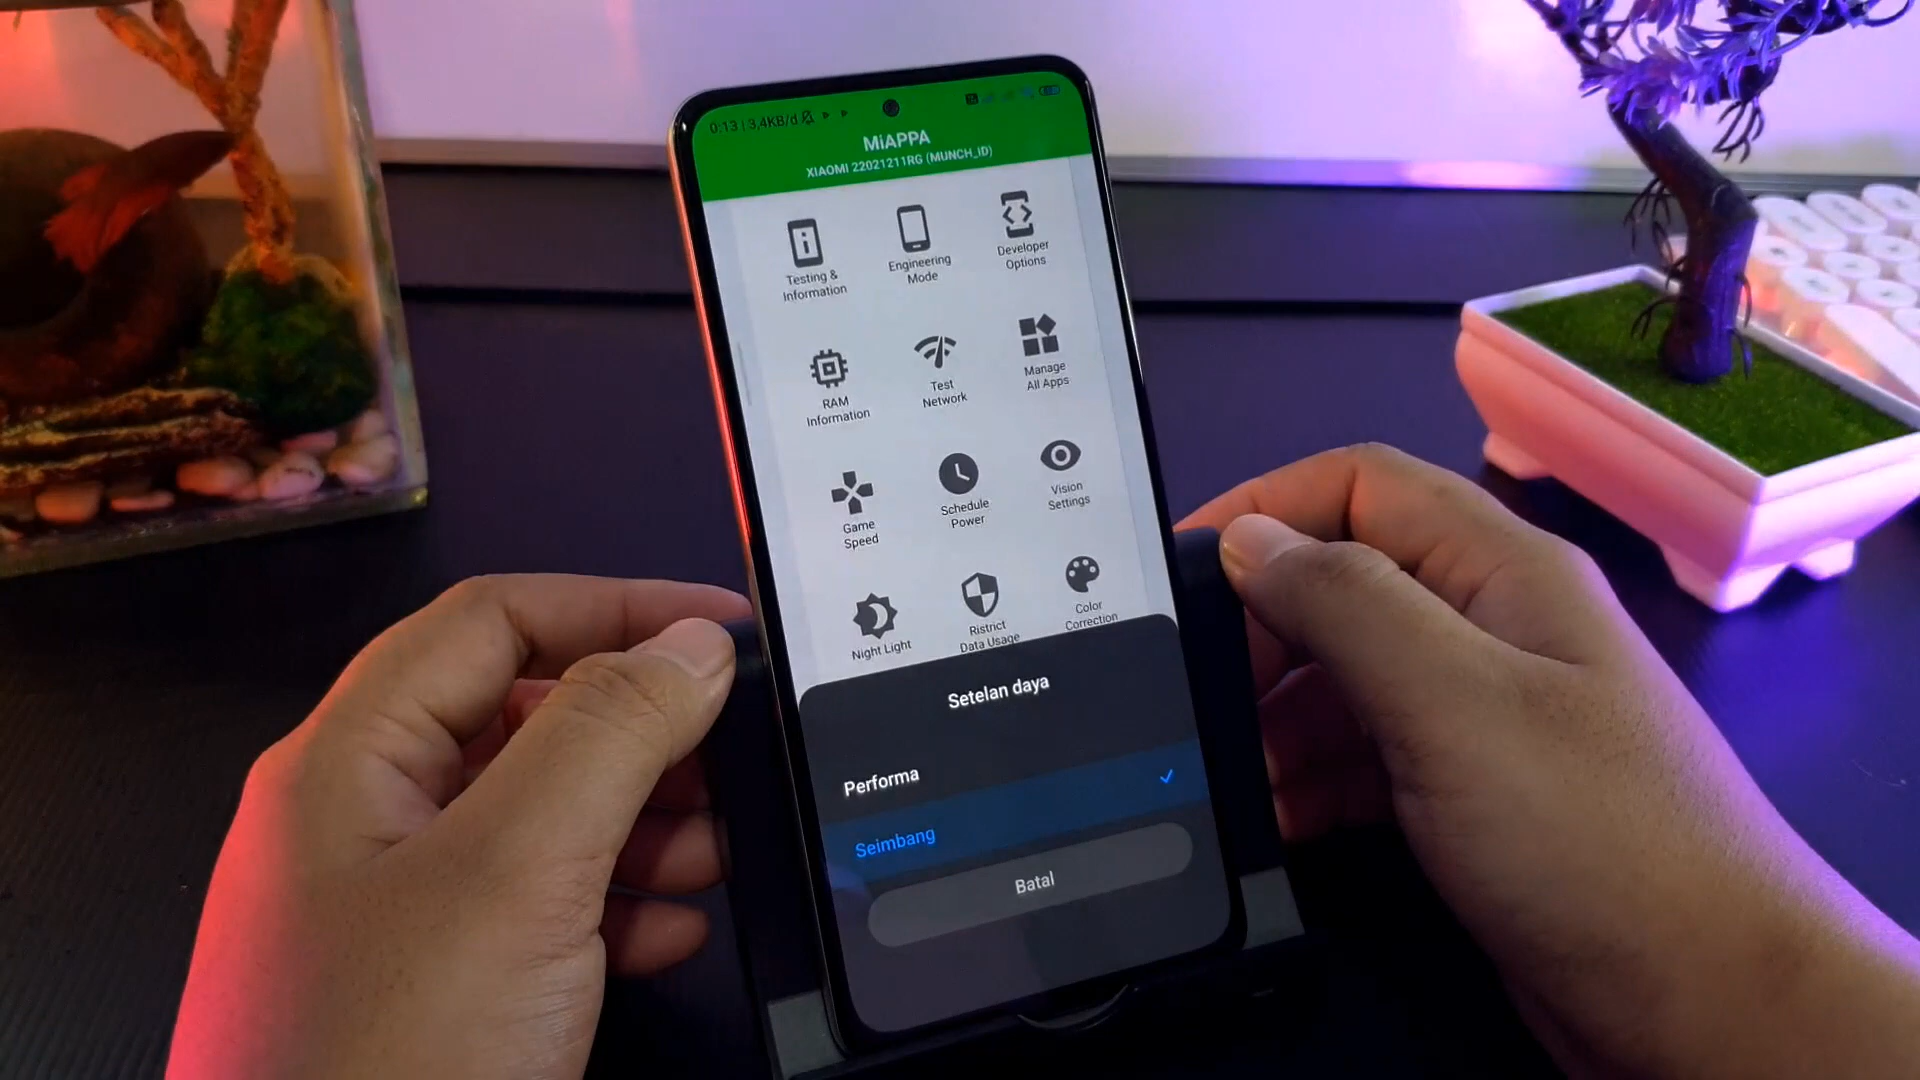 0:13 | 3,4KB/d
MiAPPA
XIAOMI 22021211RG (MUNCH_ID)
Testing &
Information
Engineering
Mode
Developer
Options
RAM
Information
Test
Network
Manage
All Apps
Game
Speed
Schedule
Power
Vision
Settings
Night Light
Ristrict
Data Usage
Color
Correction
Setelan daya
Performa
Seimbang
Batal